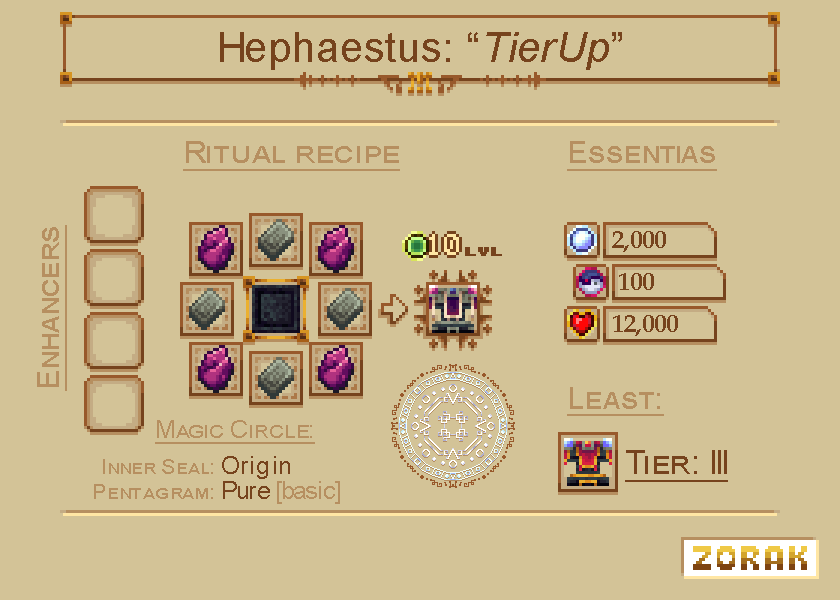 Hephaestus: “TierUp”
Ritual recipe
Essentias
Enhancers
10 LVL
2,000
100
12,000
Least:
Tier: III
Magic Circle:
Inner Seal: Origin
Pentagram: Pure [basic]
ZORAK